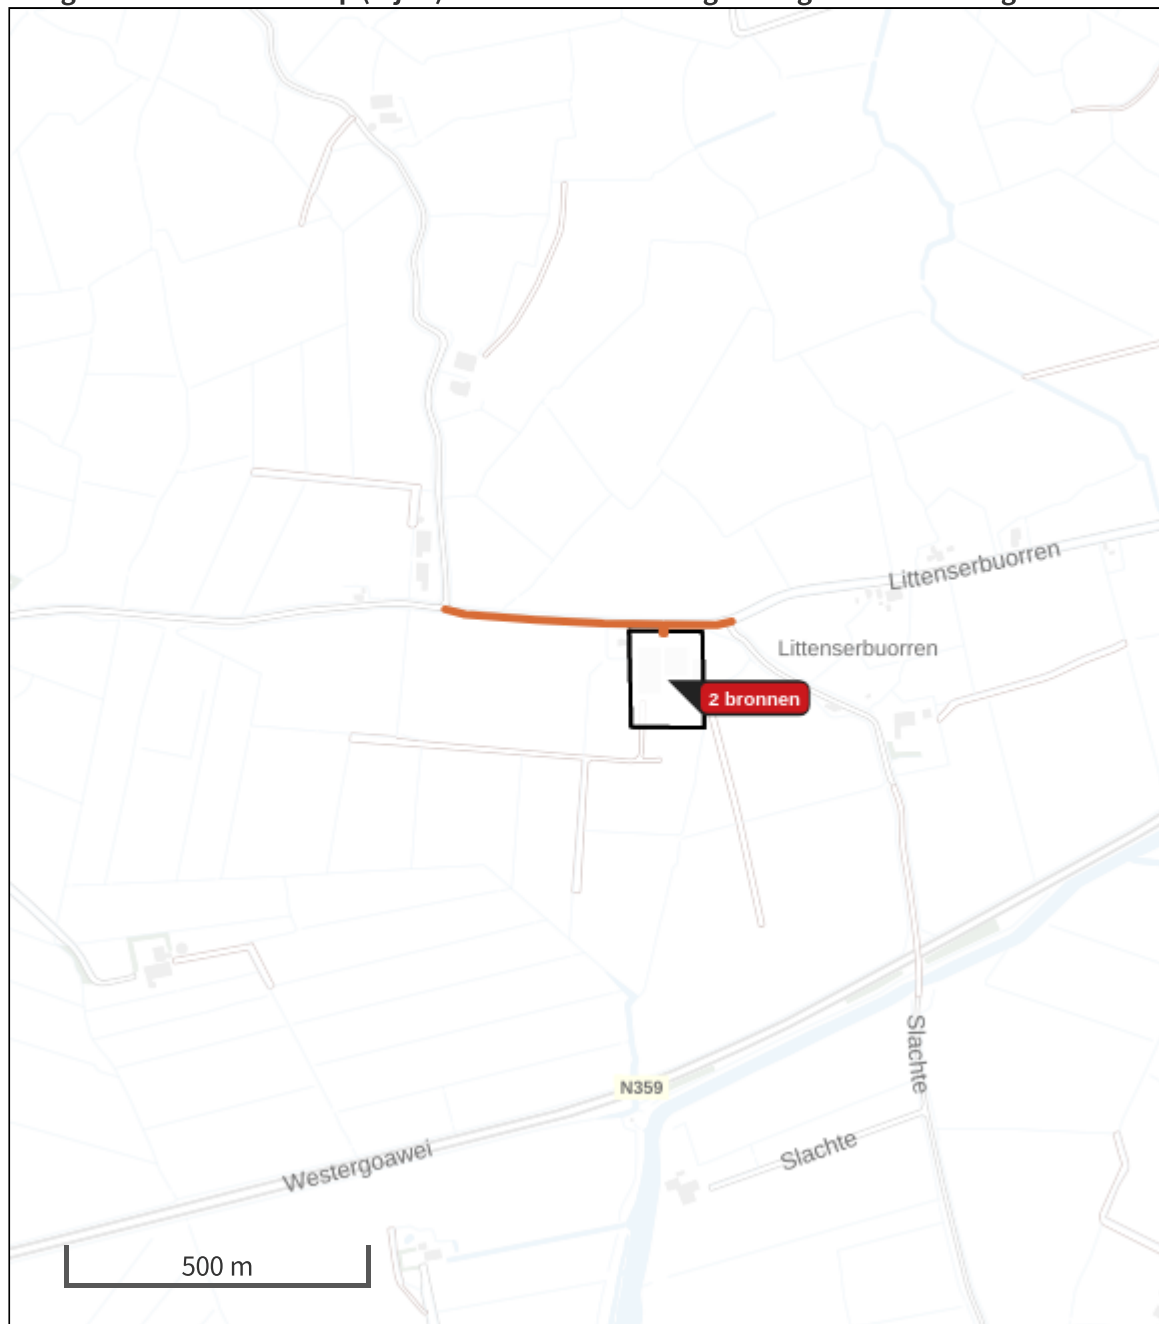 Littenserbuorren
Littenserbuorren
2 bronnen
Slachte
N359
Slachte
Westergoawei
500 m